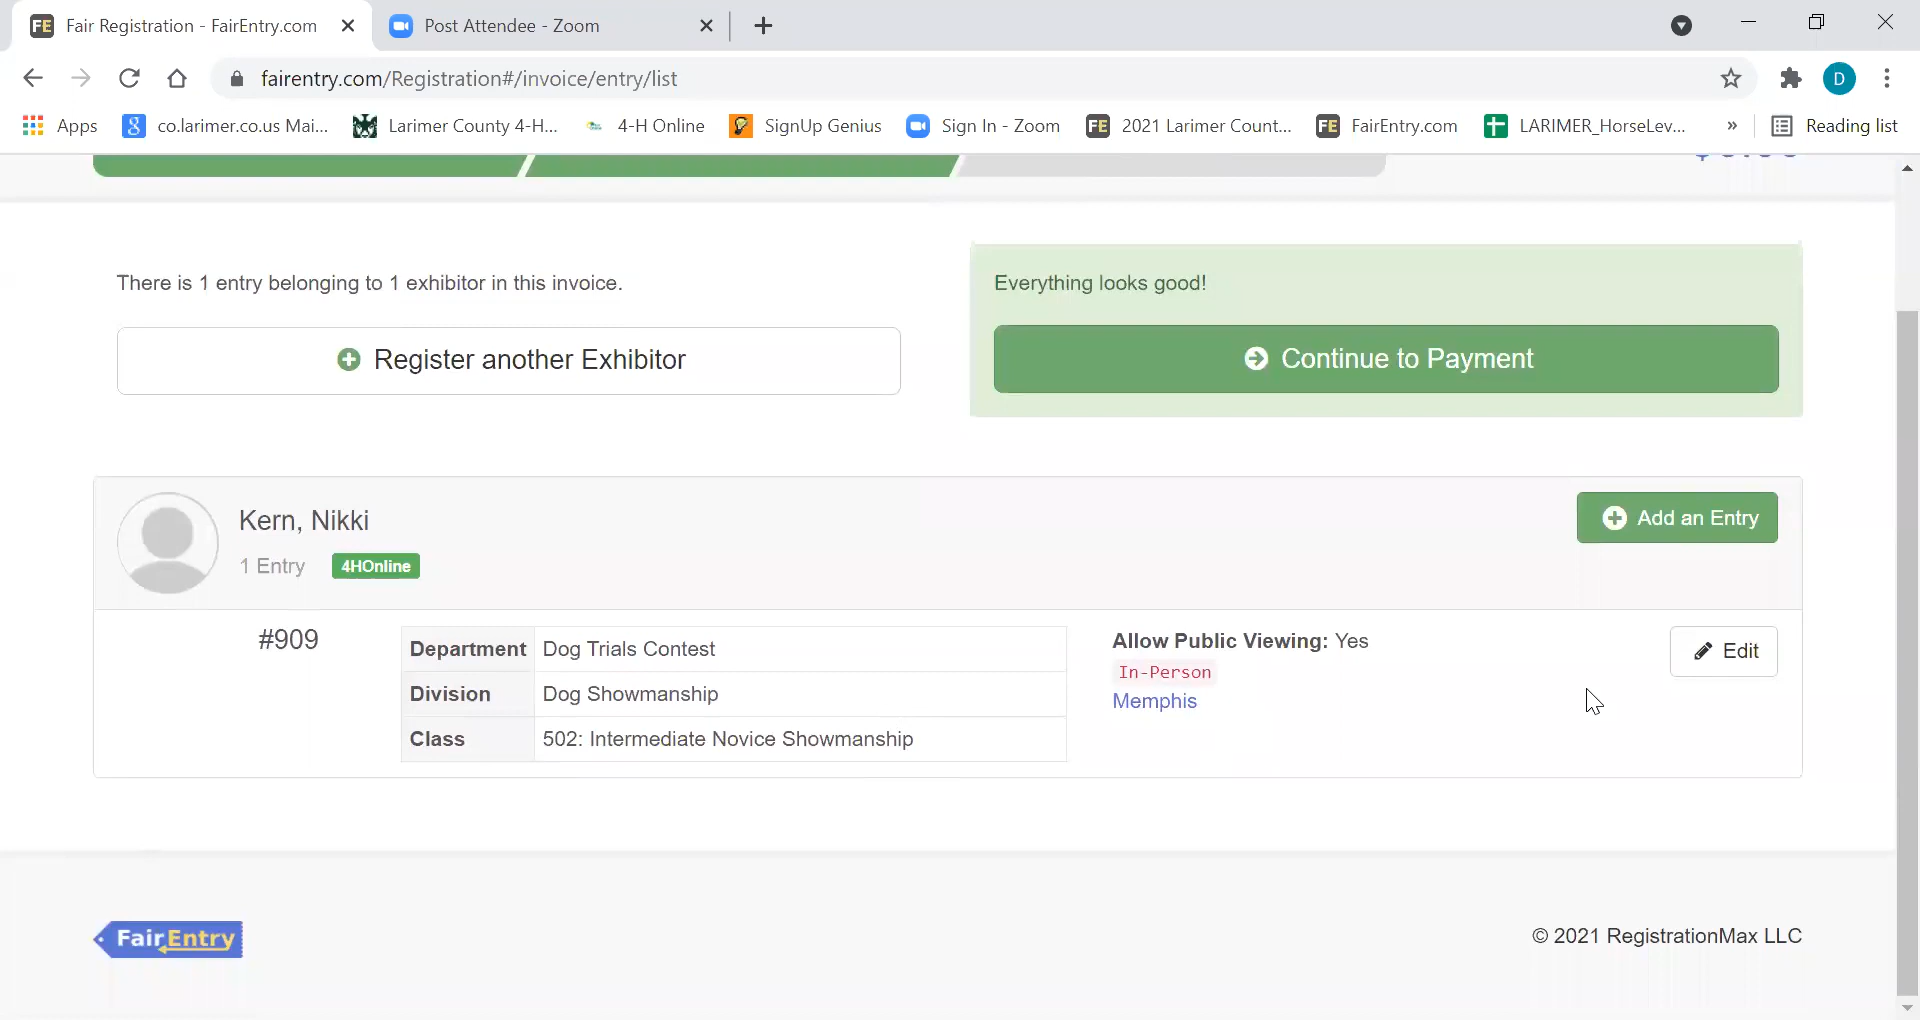 Fair Registration - FairEntry.com
Post Attendee - Zoom
fairentry.com/Registration#/invoice/entry/list
D
Apps
co.larimer.co.us Mai...
Larimer County 4-H...
4-H Online
SignUp Genius
Sign In - Zoom
FE 2021 Larimer Count...
FE FairEntry.com
LARIMER_HorseLev...
»
Reading list
There is 1 entry belonging to 1 exhibitor in this invoice.
Everything looks good!
Register another Exhibitor
Continue to Payment
Kern, Nikki
Add an Entry
1 Entry 4HOnline
#909
Department Dog Trials Contest
Division Dog Showmanship
Class 502: Intermediate Novice Showmanship
Allow Public Viewing: Yes
In-Person
Memphis
Edit
FairEntry
© 2021 RegistrationMax LLC